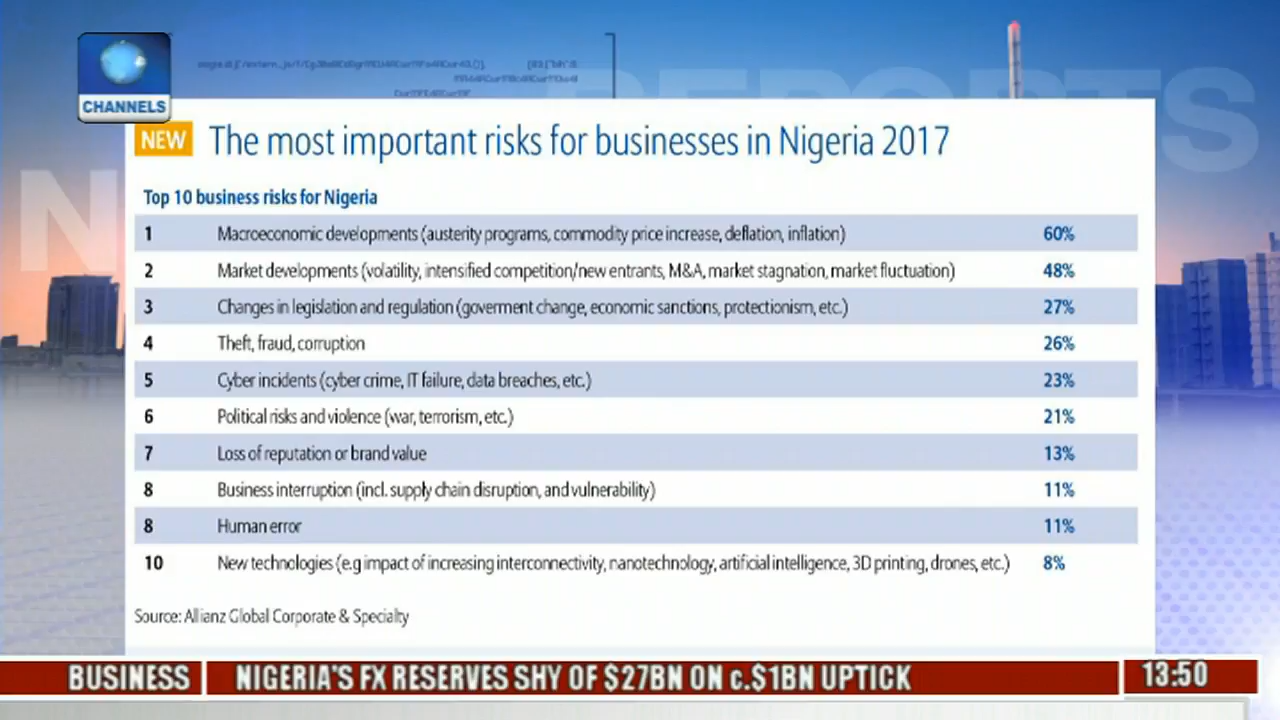 CHANNELS
REPORTS
N
NEW The most important risks for businesses in Nigeria 2017
Top 10 business risks for Nigeria
1 Macroeconomic developments (austerity programs, commodity price increase, deflation, inflation) 60%
2 Market developments (volatility, intensified competition/new entrants, M&A, market stagnation, market fluctuation) 48%
3 Changes in legislation and regulation (goverment change, economic sanctions, protectionism, etc.) 27%
4 Theft, fraud, corruption 26%
5 Cyber incidents (cyber crime, IT failure, data breaches, etc.) 23%
6 Political risks and violence (war, terrorism, etc.) 21%
7 Loss of reputation or brand value 13%
8 Business interruption (incl. supply chain disruption, and vulnerability) 11%
8 Human error 11%
10 New technologies (e.g impact of increasing interconnectivity, nanotechnology, artificial intelligence, 3D printing, drones, etc.) 8%
Source: Allianz Global Corporate & Specialty
BUSINESS NIGERIA'S FX RESERVES SHY OF $27BN ON c.$1BN UPTICK 13:50